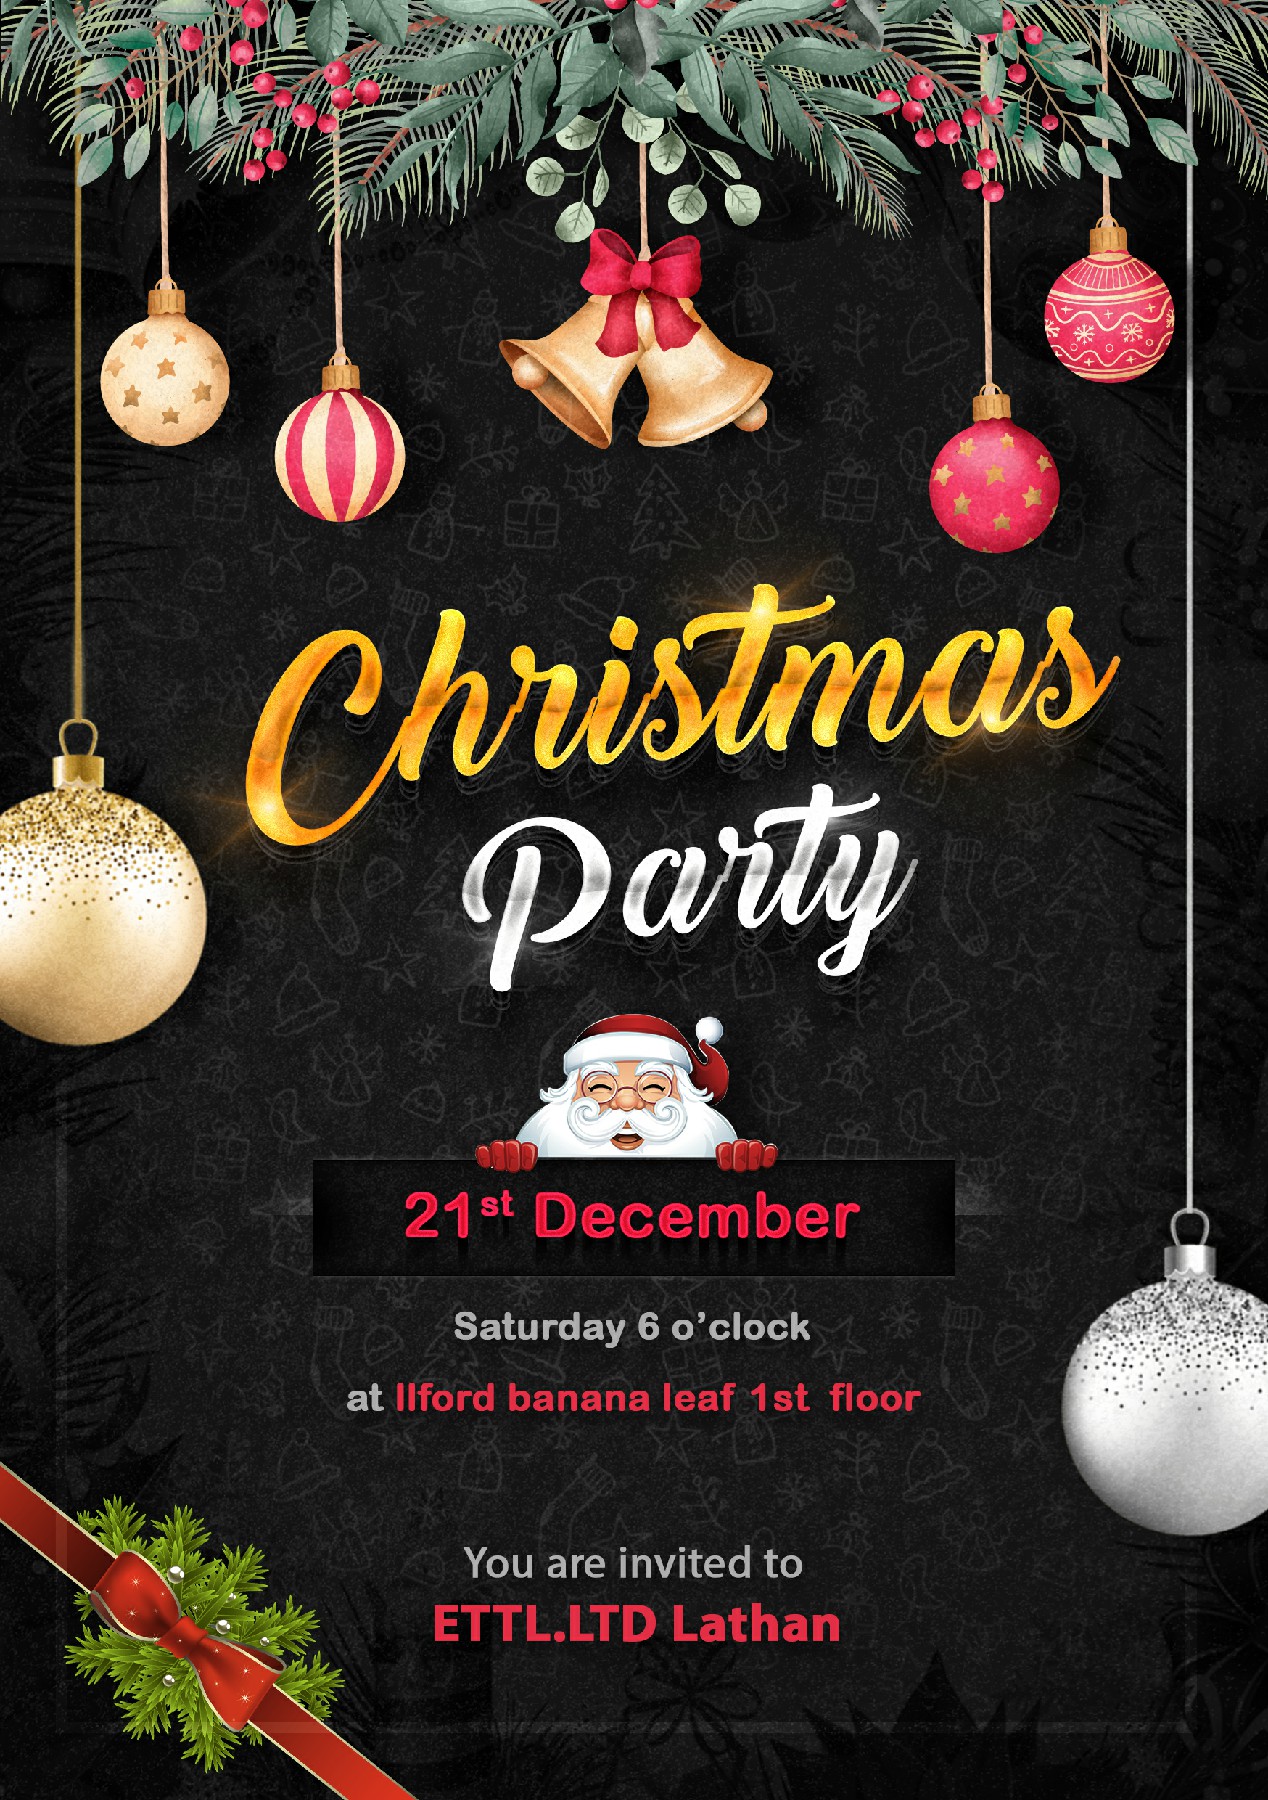 Christmas
Party
21st December
Saturday 6 o’clock
at Ilford banana leaf 1st floor
You are invited to
ETTL.LTD Lathan